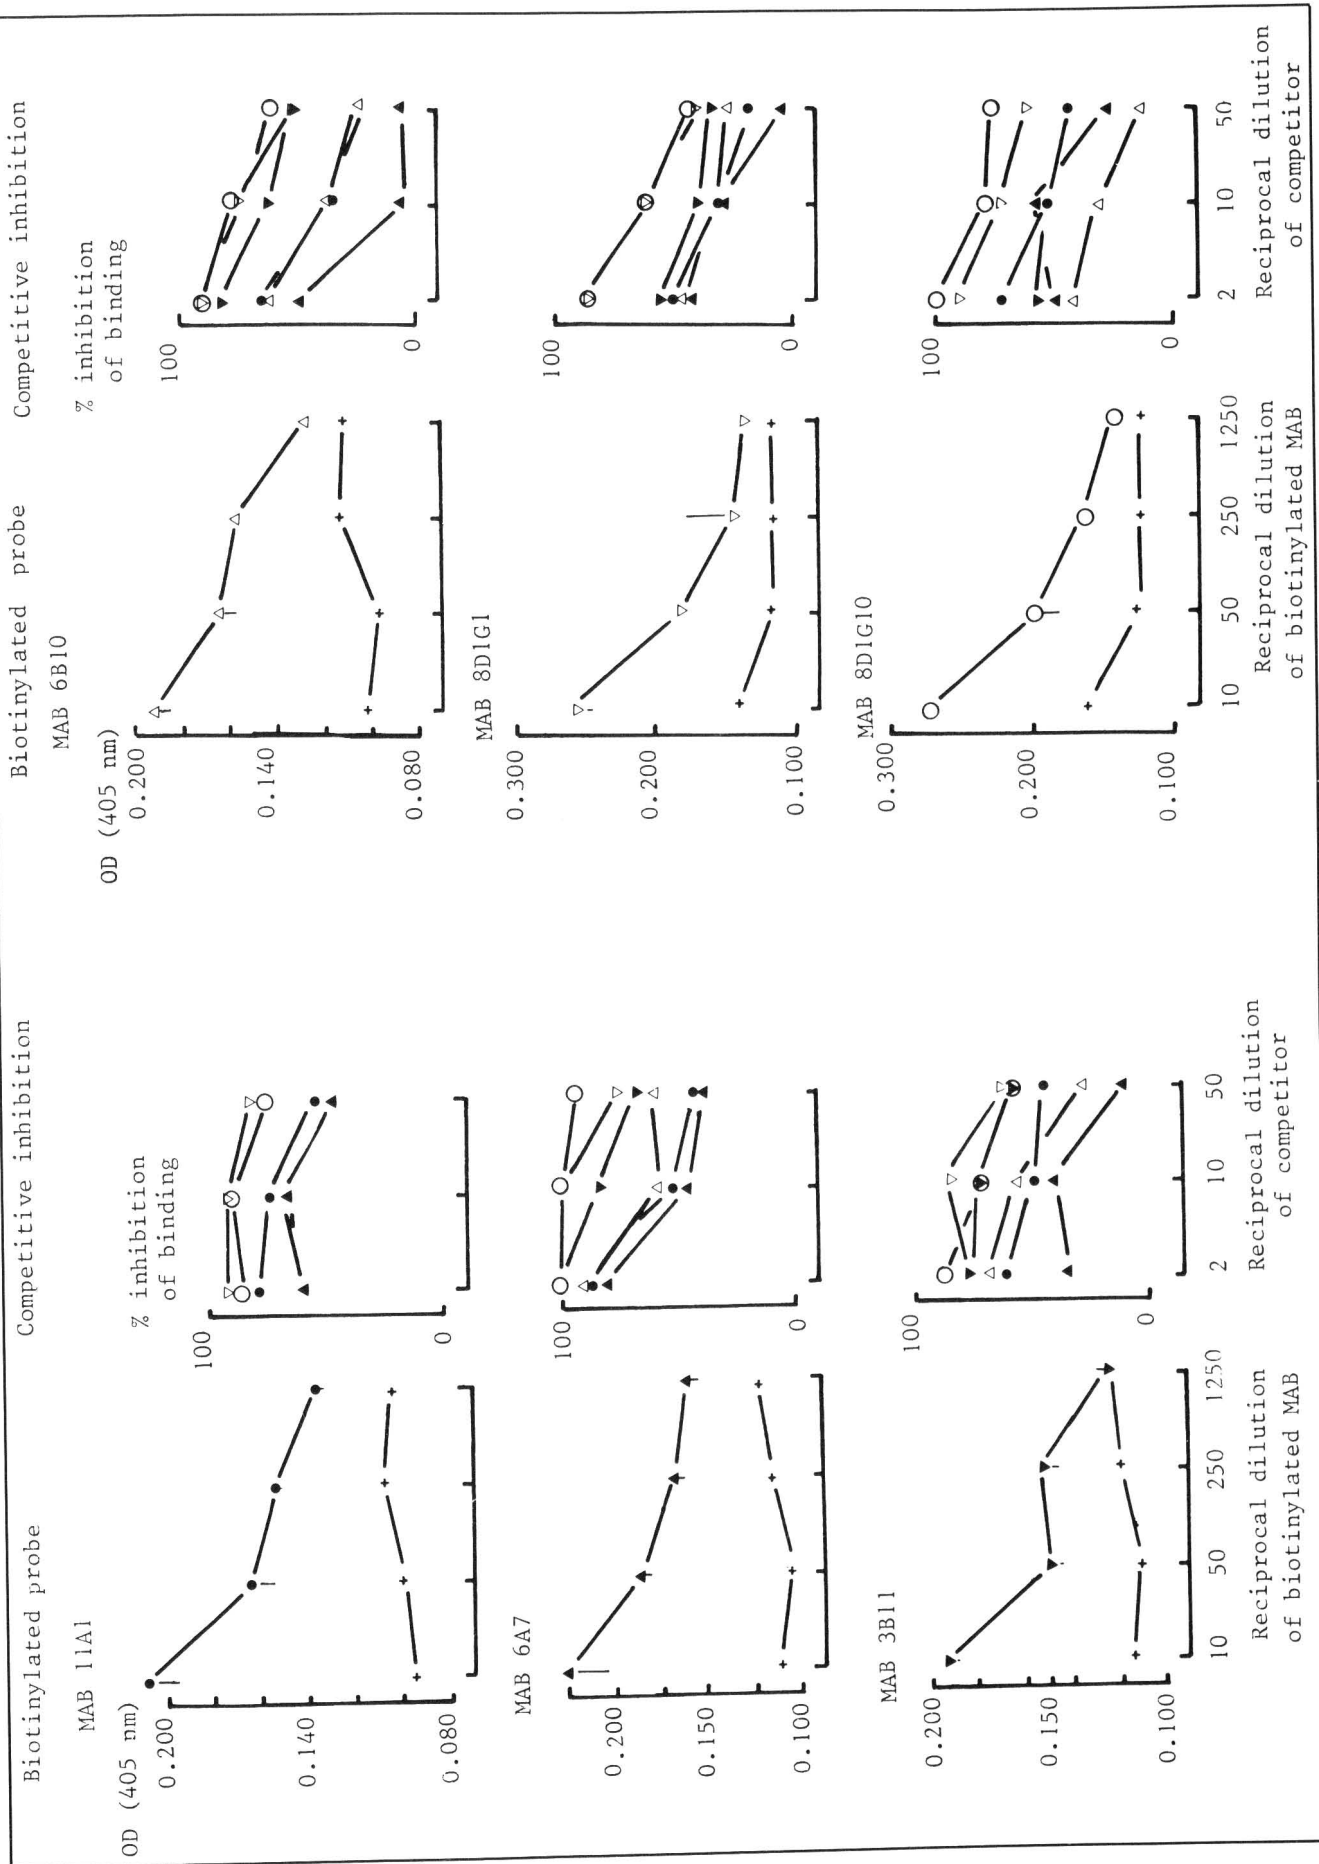 Biotinylated probe
Competitive inhibition
MAB 11A1
OD (405 nm)
0.200
0.140
0.080
% inhibition
of binding
100
0
MAB 6A7
0.200
0.150
0.100
100
0
MAB 3B11
0.200
0.150
0.100
10
50
250
1250
Reciprocal dilution
of biotinylated MAB
100
0
2
10
50
Reciprocal dilution
of competitor
Biotinylated probe
Competitive inhibition
MAB 6B10
OD (405 nm)
0.200
0.140
0.080
% inhibition
of binding
100
0
MAB 8D1G1
0.300
0.200
0.100
100
0
MAB 8D1G10
0.300
0.200
0.100
10
50
250
1250
Reciprocal dilution
of biotinylated MAB
100
0
2
10
50
Reciprocal dilution
of competitor